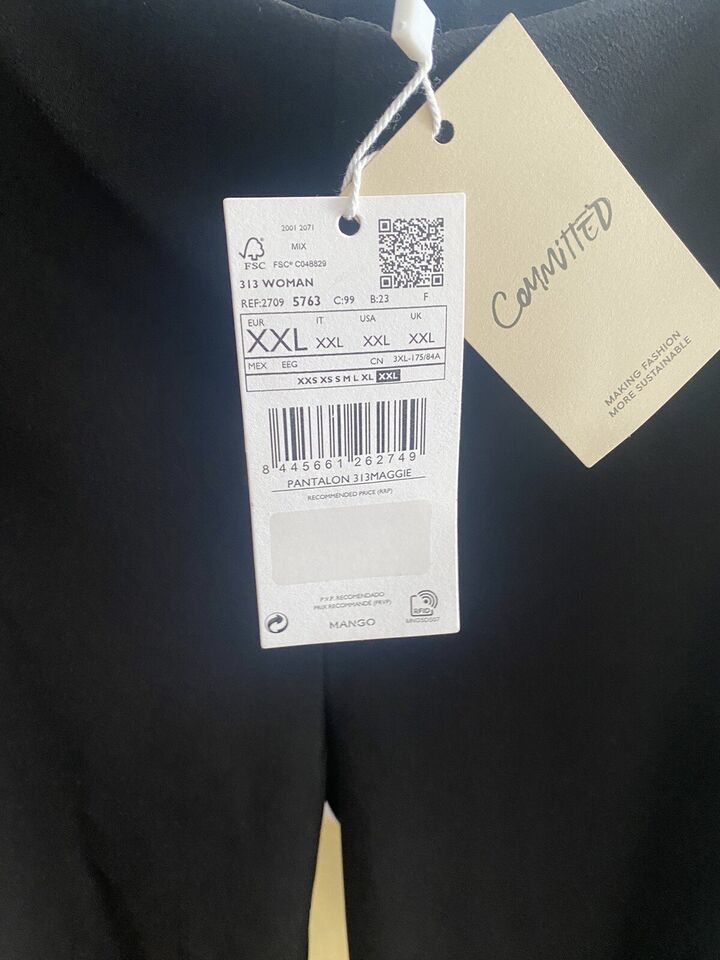 2001 2071
MIX
FSC
FSC® C048829
313 WOMAN
REF:2709 5763 C:99 B:23 F
EUR IT USA UK
XXL XXL XXL XXL
MEX EEG CN 3XL-175/84A
XXS XS S M L XL XXL
8 445661 262749
PANTALON 313MAGGIE
RECOMMENDED PRICE (RRP)
P.V.P. RECOMENDADO
PRIX RECOMMANDÉ (PRVP)
RFID
MANGO
COMMITTED
MAKING FASHION
MORE SUSTAINABLE